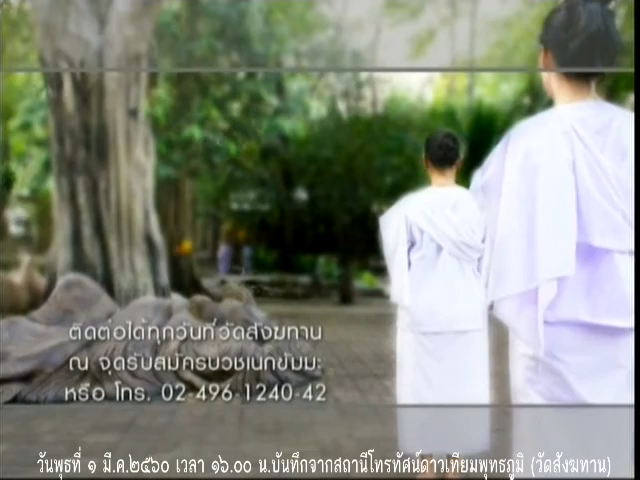 ติดต่อได้ทุกวันที่วัดสังฆทาน
ณ จุดรับสมัครบวชเนกขัมมะ
หรือ โทร. 02-496-1240-42
วันพุธที่ ๑ มี.ค.๒๕๖๐ เวลา ๑๖.๐๐ น.บันทึกจากสถานีโทรทัศน์ดาวเทียมพุทธภูมิ (วัดสังฆทาน)